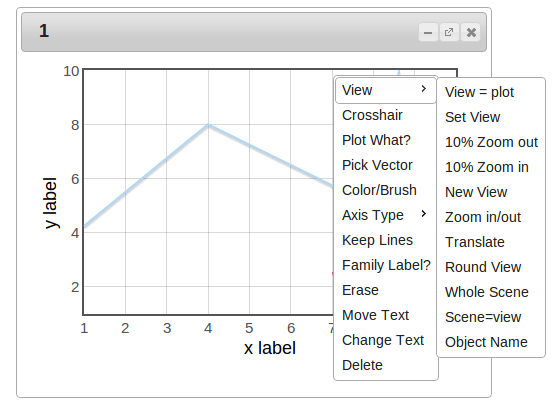 1
10
8
6
4
2
y label
1 2 3 4 5 6 7
x label
View
Crosshair
Plot What?
Pick Vector
Color/Brush
Axis Type
Keep Lines
Family Label?
Erase
Move Text
Change Text
Delete
View = plot
Set View
10% Zoom out
10% Zoom in
New View
Zoom in/out
Translate
Round View
Whole Scene
Scene=view
Object Name